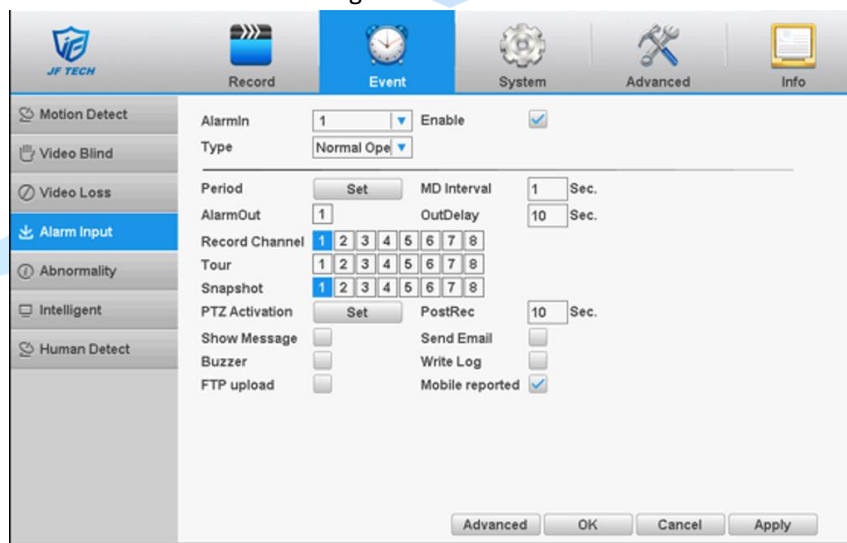 JF TECH
Record Event System Advanced Info
Motion Detect
Video Blind
Video Loss
Alarm Input
Abnormality
Intelligent
Human Detect
AlarmIn 1 Enable
Type Normal Ope
Period Set MD Interval 1 Sec.
AlarmOut 1 OutDelay 10 Sec.
Record Channel 1 2 3 4 5 6 7 8
Tour 1 2 3 4 5 6 7 8
Snapshot 1 2 3 4 5 6 7 8
PTZ Activation Set PostRec 10 Sec.
Show Message Send Email
Buzzer Write Log
FTP upload Mobile reported
Advanced OK Cancel Apply